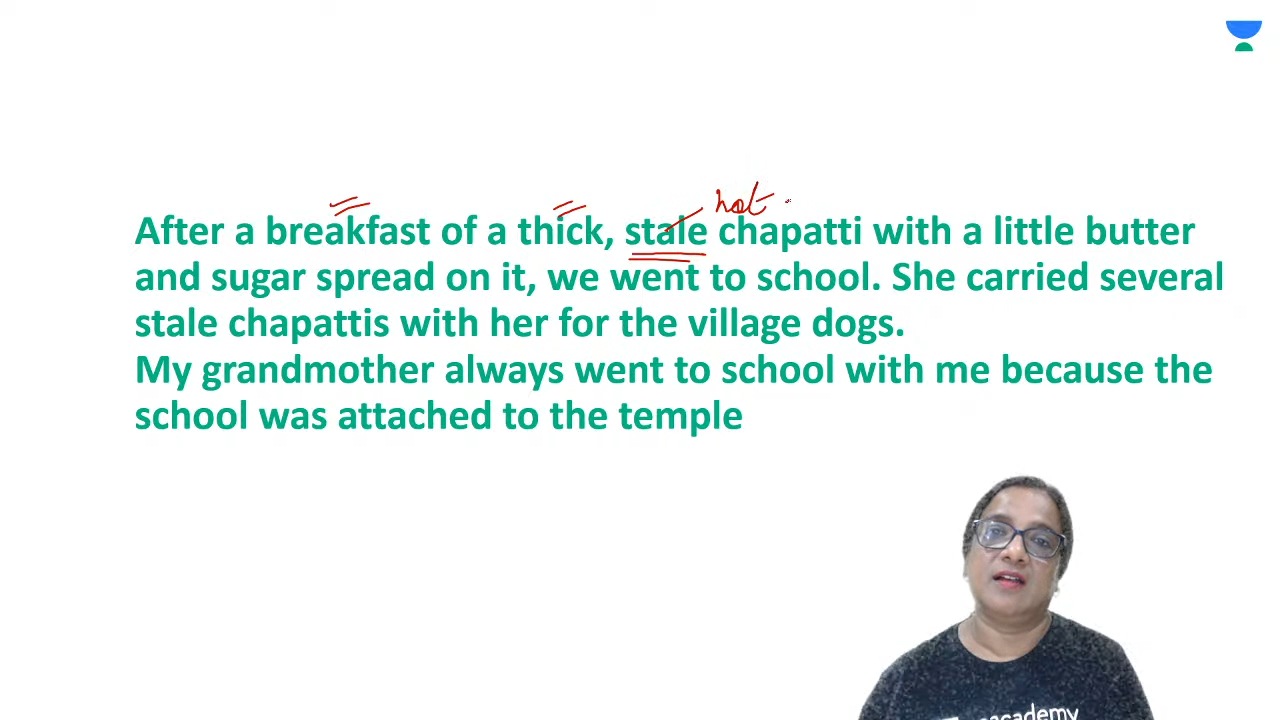 hot
After a breakfast of a thick, stale chapatti with a little butter
and sugar spread on it, we went to school. She carried several
stale chapattis with her for the village dogs.
My grandmother always went to school with me because the
school was attached to the temple